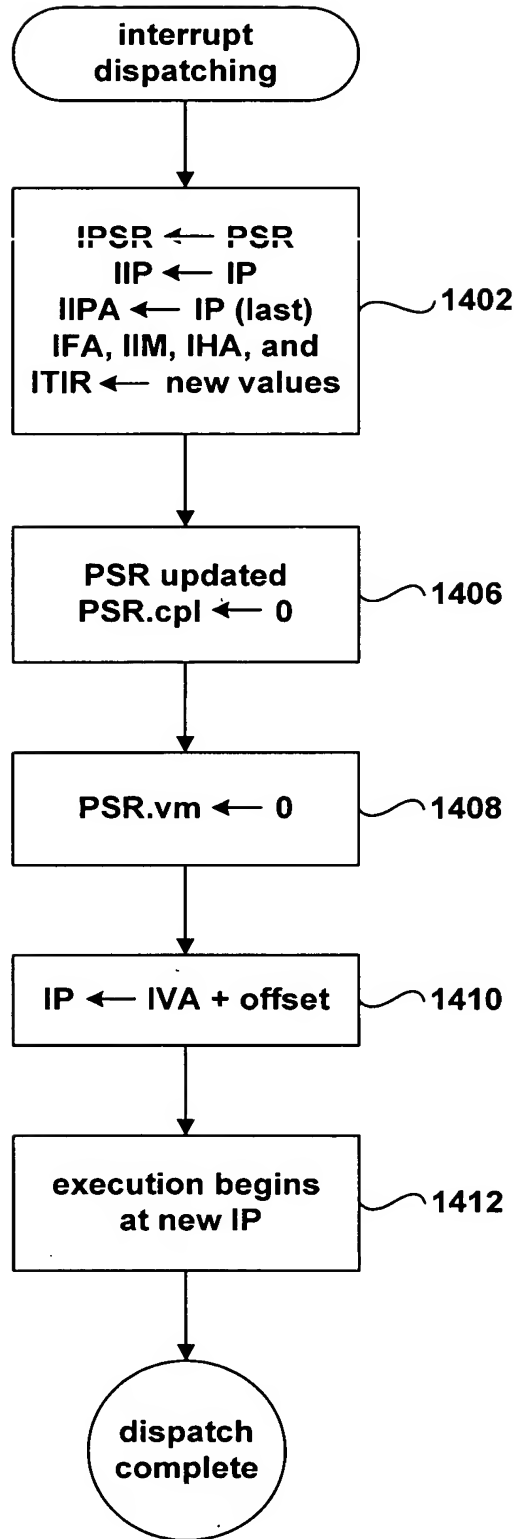 interrupt
dispatching
IPSR ← PSR
IIP ← IP
IIPA ← IP (last)
IFA, IIM, IHA, and
ITIR ← new values
1402
PSR updated
PSR.cpl ← 0
1406
PSR.vm ← 0
1408
IP ← IVA + offset
1410
execution begins
at new IP
1412
dispatch
complete